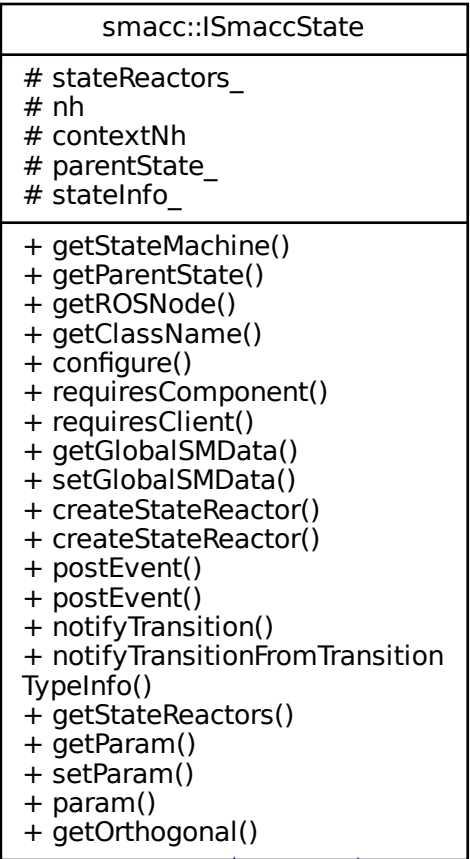 smacc::ISmaccState
# stateReactors_
# nh
# contextNh
# parentState_
# stateInfo_
+ getStateMachine()
+ getParentState()
+ getROSNode()
+ getClassName()
+ configure()
+ requiresComponent()
+ requiresClient()
+ getGlobalSMData()
+ setGlobalSMData()
+ createStateReactor()
+ createStateReactor()
+ postEvent()
+ postEvent()
+ notifyTransition()
+ notifyTransitionFromTransition
TypeInfo()
+ getStateReactors()
+ getParam()
+ setParam()
+ param()
+ getOrthogonal()